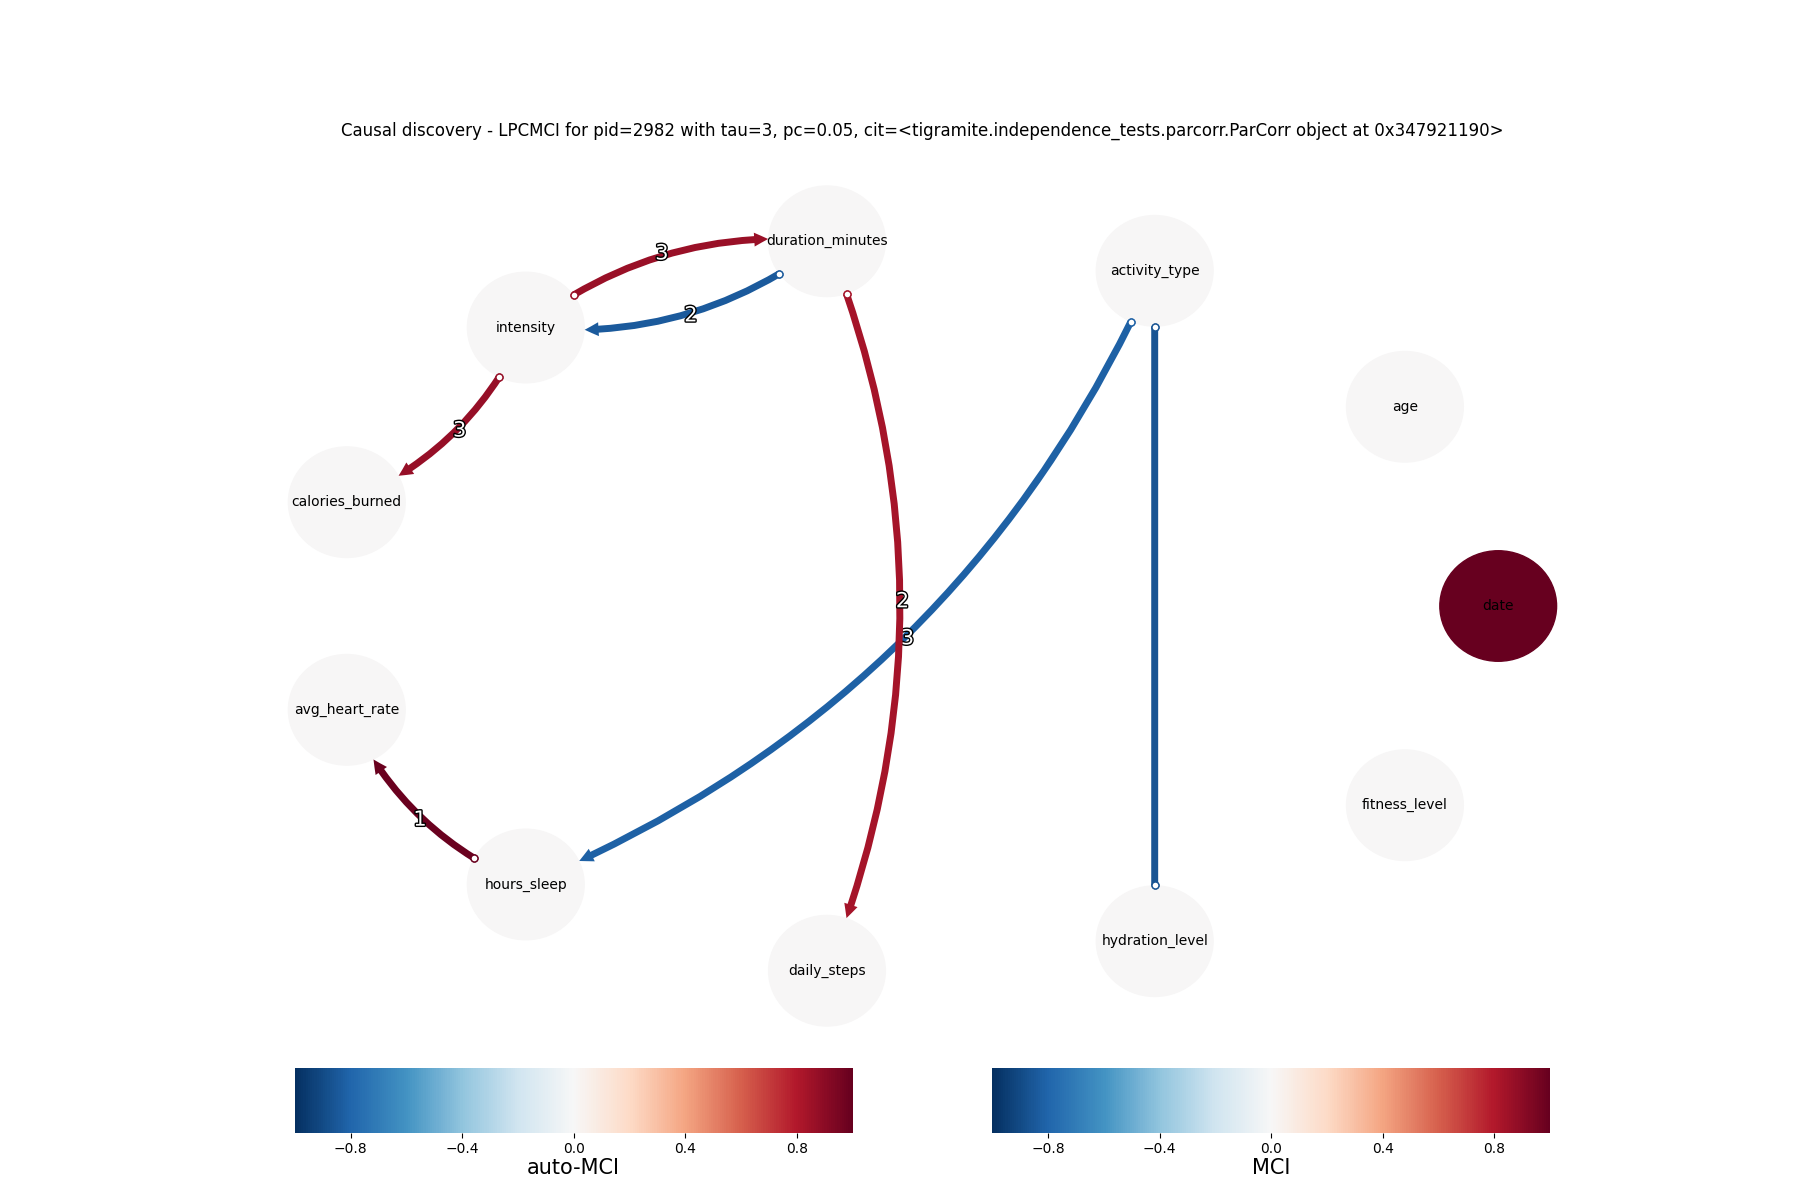 Causal discovery - LPCMCI for pid=2982 with tau=3, pc=0.05, cit=<tigramite.independence_tests.parcorr.ParCorr object at 0x347921190>
duration_minutes
3
activity_type
intensity
2
age
3
calories_burned
2
date
3
avg_heart_rate
1
fitness_level
hours_sleep
hydration_level
daily_steps
−0.8 −0.4 0.0 0.4 0.8
auto-MCI
−0.8 −0.4 0.0 0.4 0.8
MCI